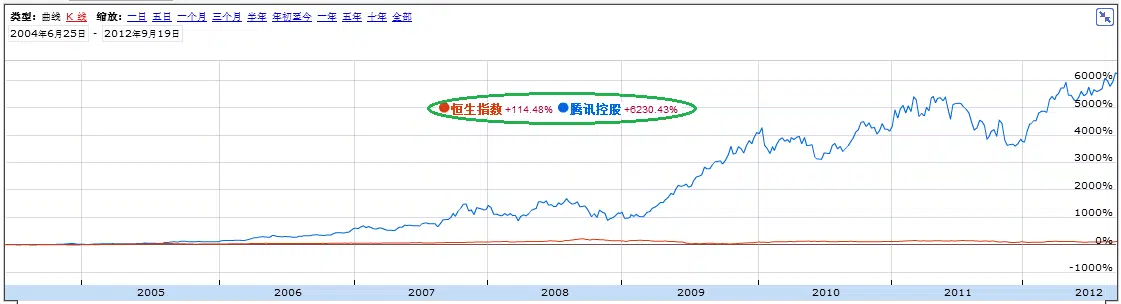 类型：曲线 K 线 缩放：一日 五日 一个月 三个月 半年 年初至今 一年 五年 十年 全部
2004年6月25日 - 2012年9月19日
6000%
恒生指数 +114.48% 腾讯控股 +6230.43%
5000%
4000%
3000%
2000%
1000%
0%
-1000%
2005 2006 2007 2008 2009 2010 2011 2012